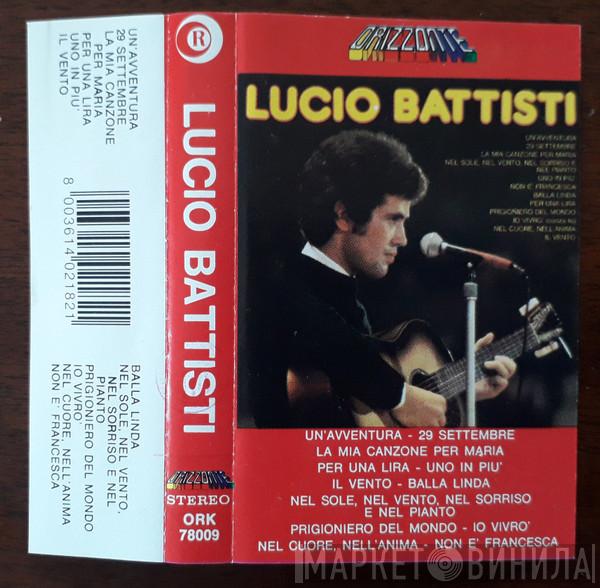 UN'AVVENTURA
29 SETTEMBRE
LA MIA CANZONE
PER MARIA
PER UNA LIRA
UNO IN PIU'
IL VENTO
8 003614 021821
BALLA LINDA
NEL SOLE, NEL VENTO,
NEL SORRISO E NEL
PIANTO
PRIGIONIERO DEL MONDO
IO VIVRO'
NEL CUORE, NELL'ANIMA
NON E' FRANCESCA
R
LUCIO BATTISTI
ORIZZONTE
STEREO
ORK
78009
ORIZZONTE
LUCIO BATTISTI
UN'AVVENTURA
29 SETTEMBRE
LA MIA CANZONE PER MARIA
NEL SOLE, NEL VENTO, NEL SORRISO E
NEL PIANTO
UNO IN PIU'
NON E' FRANCESCA
BALLA LINDA
PER UNA LIRA
PRIGIONIERO DEL MONDO
IO VIVRO'
NEL CUORE, NELL'ANIMA
IL VENTO
UN'AVVENTURA - 29 SETTEMBRE
LA MIA CANZONE PER MARIA
PER UNA LIRA - UNO IN PIU'
IL VENTO - BALLA LINDA
NEL SOLE, NEL VENTO, NEL SORRISO
E NEL PIANTO
PRIGIONIERO DEL MONDO - IO VIVRO'
NEL CUORE, NELL'ANIMA - NON E' FRANCESCA
МАРКЕТ ВИНИЛА